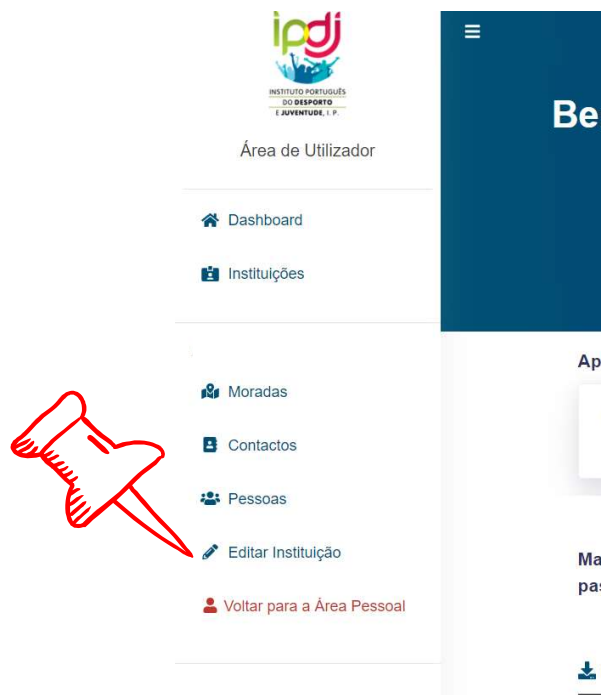 ipdj
INSTITUTO PORTUGUÊS
DO DESPORTO
E JUVENTUDE, I. P.
Área de Utilizador
Be
Dashboard
Instituições
Ap
Moradas
Contactos
Pessoas
Editar Instituição
Ma
pas
Voltar para a Área Pessoal